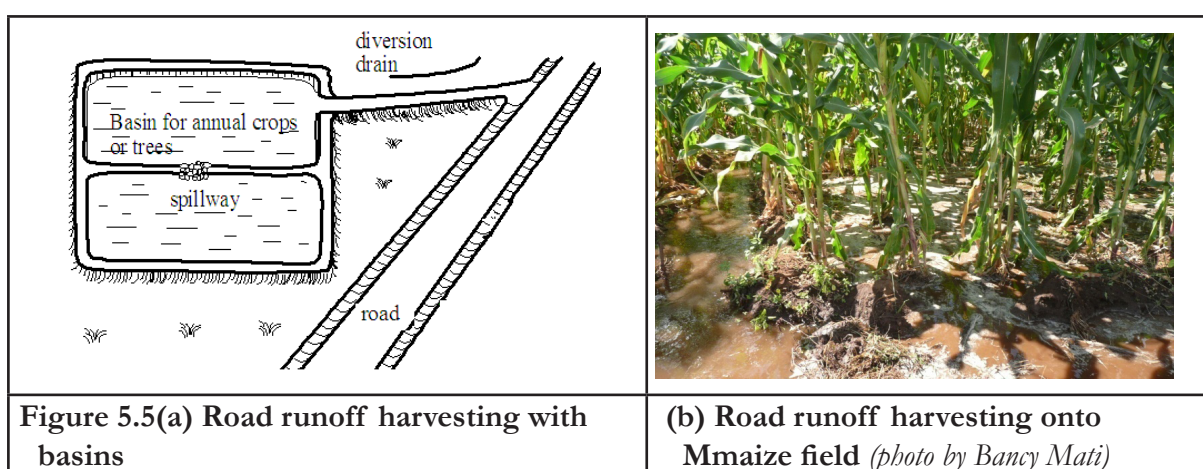 diversion
drain
Basin for annual crops
or trees
spillway
road
Figure 5.5(a) Road runoff harvesting with
basins
(b) Road runoff harvesting onto
Mmaize field (photo by Bancy Mati)